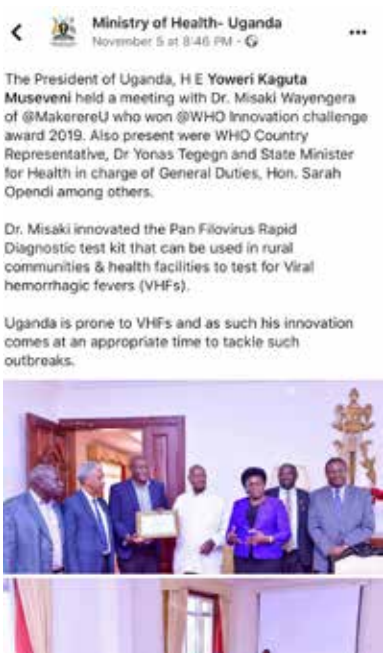 Ministry of Health- Uganda
November 5 at 8:46 PM ·
The President of Uganda, H E Yoweri Kaguta
Museveni held a meeting with Dr. Misaki Wayengera
of @MakerereU who won @WHO Innovation challenge
award 2019. Also present were WHO Country
Representative, Dr Yonas Tegegn and State Minister
for Health in charge of General Duties, Hon. Sarah
Opendi among others.
Dr. Misaki innovated the Pan Filovirus Rapid
Diagnostic test kit that can be used in rural
communities & health facilities to test for Viral
hemorrhagic fevers (VHFs).
Uganda is prone to VHFs and as such his innovation
comes at an appropriate time to tackle such
outbreaks.